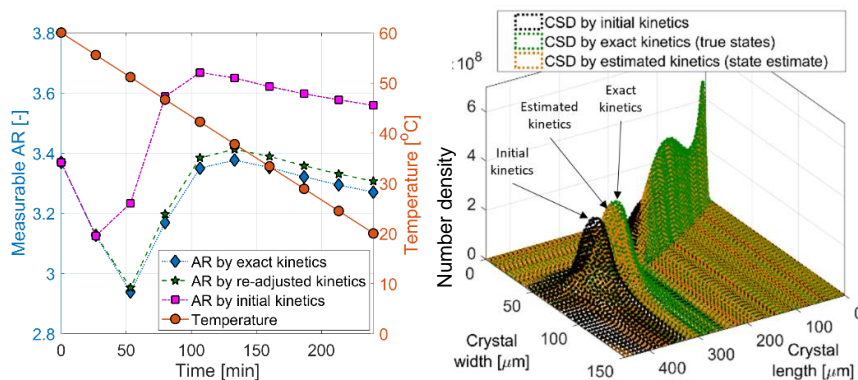 3.8
3.6
3.4
3.2
3
2.8
Measurable AR [-]
60
50
40
30
20
10
0
Temperature [°C]
AR by exact kinetics
AR by re-adjusted kinetics
AR by initial kinetics
Temperature
0
50
100
150
200
Time [min]
CSD by initial kinetics
CSD by exact kinetics (true states)
CSD by estimated kinetics (state estimate)
:10⁸
6
4
2
0
Number density
Exact
kinetics
Estimated
kinetics
Initial
kinetics
0
50
100
150
Crystal
width [μm]
400
300
200
100
0
Crystal
length [μm]